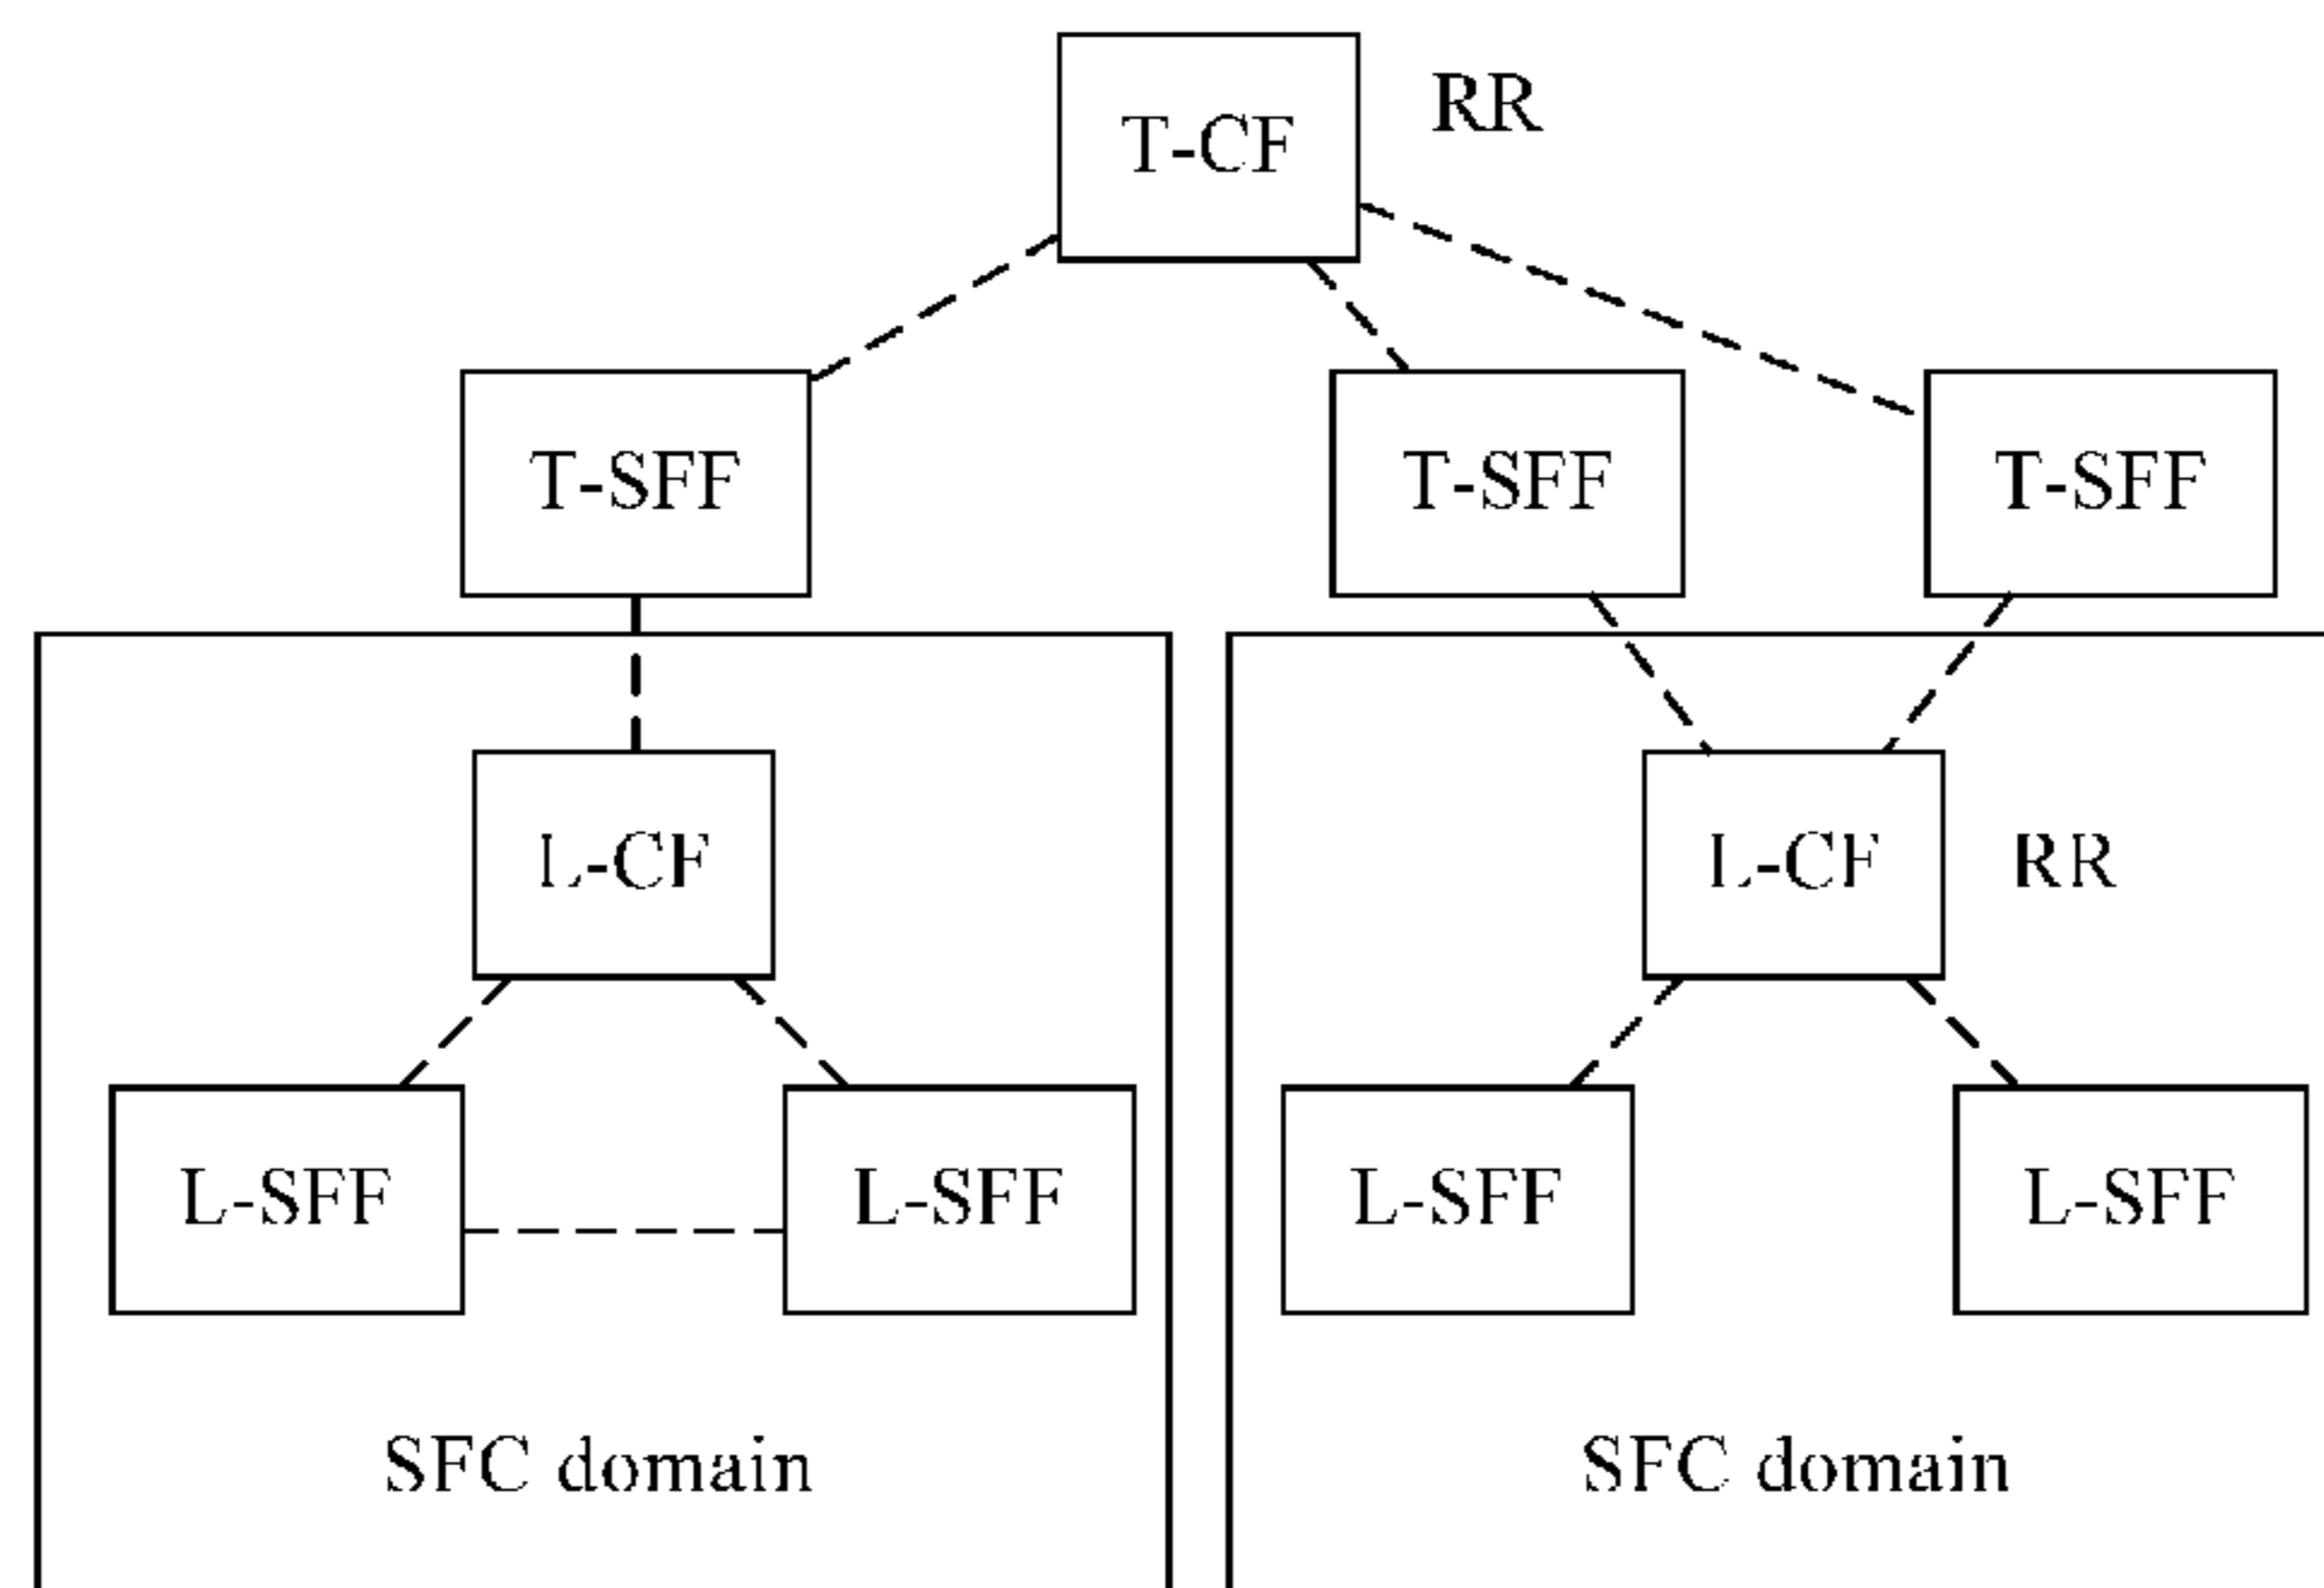 T-CF
RR
T-SFF
T-SFF
T-SFF
L-CF
L-CF
RR
L-SFF
L-SFF
L-SFF
L-SFF
SFC domain
SFC domain